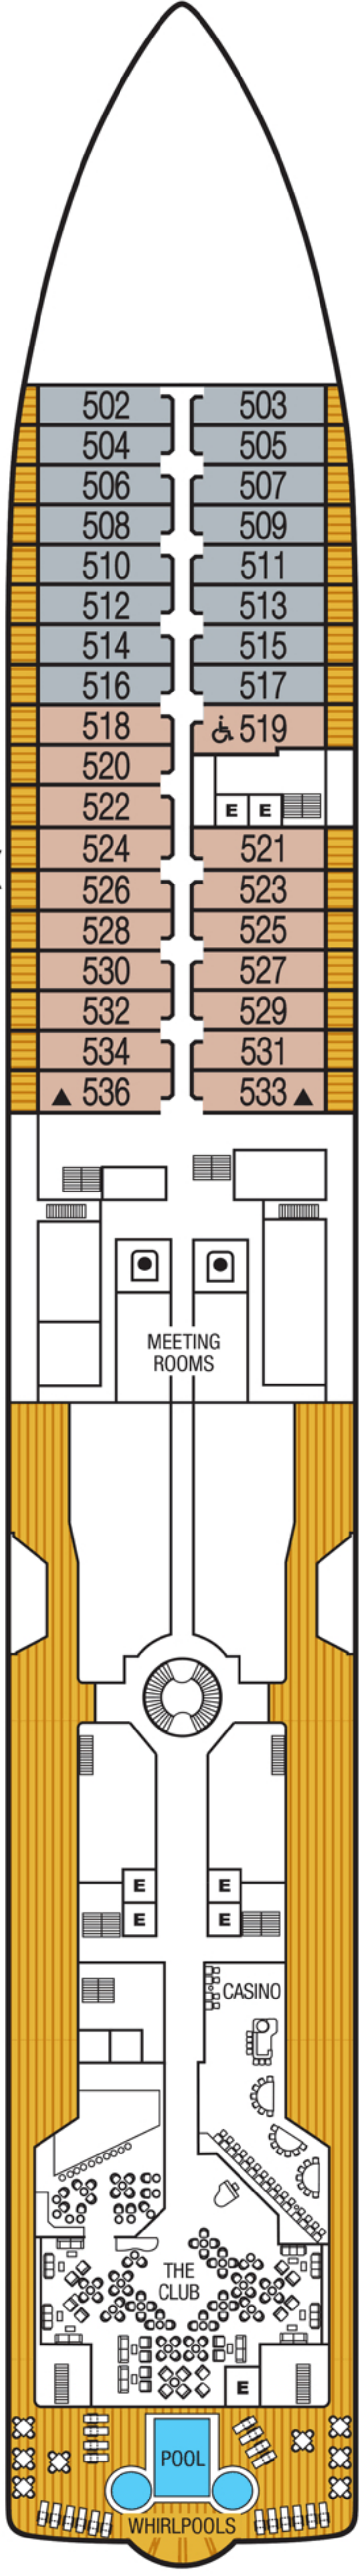 502 503
504 505
506 507
508 509
510 511
512 513
514 515
516 517
518 519
520
522 E E
524 521
526 523
528 525
530 527
532 529
534 531
536 533
MEETING
ROOMS
E E
E E
CASINO
THE
CLUB
E
POOL
WHIRLPOOLS